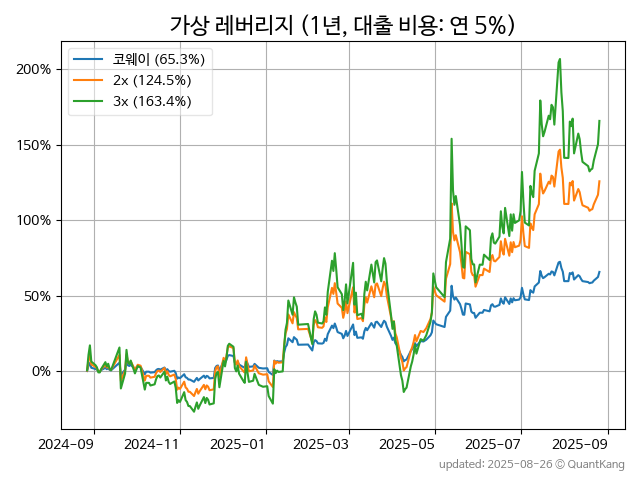 가상 레버리지 (1년, 대출 비용: 연 5%)
코웨이 (65.3%)
2x (124.5%)
3x (163.4%)
200%
150%
100%
50%
0%
2024-09 2024-11 2025-01 2025-03 2025-05 2025-07 2025-09
updated: 2025-08-26 © QuantKang